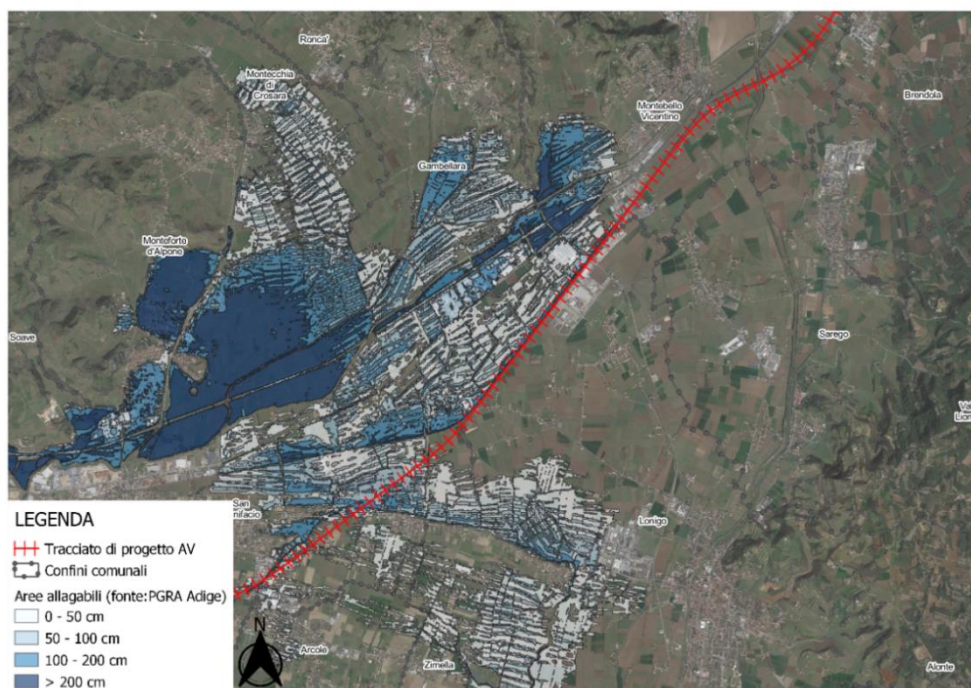 Roncà'
Montecchia
di
Crosara
Montebello
Vicentino
Brendola
Gambellara
Monteforte
d'Alpone
Soave
Sarego
San
Lonigo
Arcole
Zimella
Alonte
N
LEGENDA
Tracciato di progetto AV
Confini comunali
Aree allagabili (fonte:PGRA Adige)
0 - 50 cm
50 - 100 cm
100 - 200 cm
> 200 cm